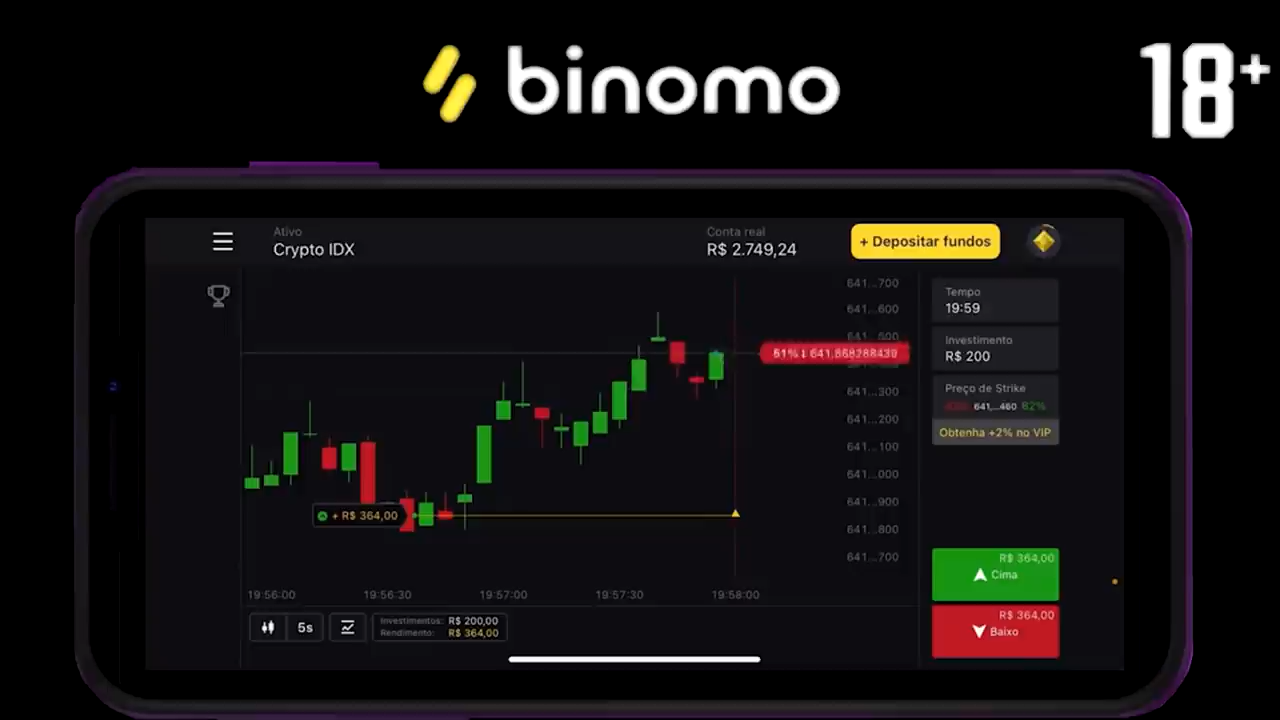 binomo
18+
Ativo
Crypto IDX
Conta real
R$ 2.749,24
+ Depositar fundos
641...700
641...600
641...500
641...300
641...200
641...100
641...000
641...900
641...800
641...700
Tempo
19:59
Investimento
R$ 200
Preço de Strike
641,...460 82%
Obtenha +2% no VIP
+ R$ 364,00
R$ 364,00
Cima
R$ 364,00
Baixo
19:56:00 19:56:30 19:57:00 19:57:30 19:58:00
5s
Investimentos: R$ 200,00
Rendimento: R$ 364,00